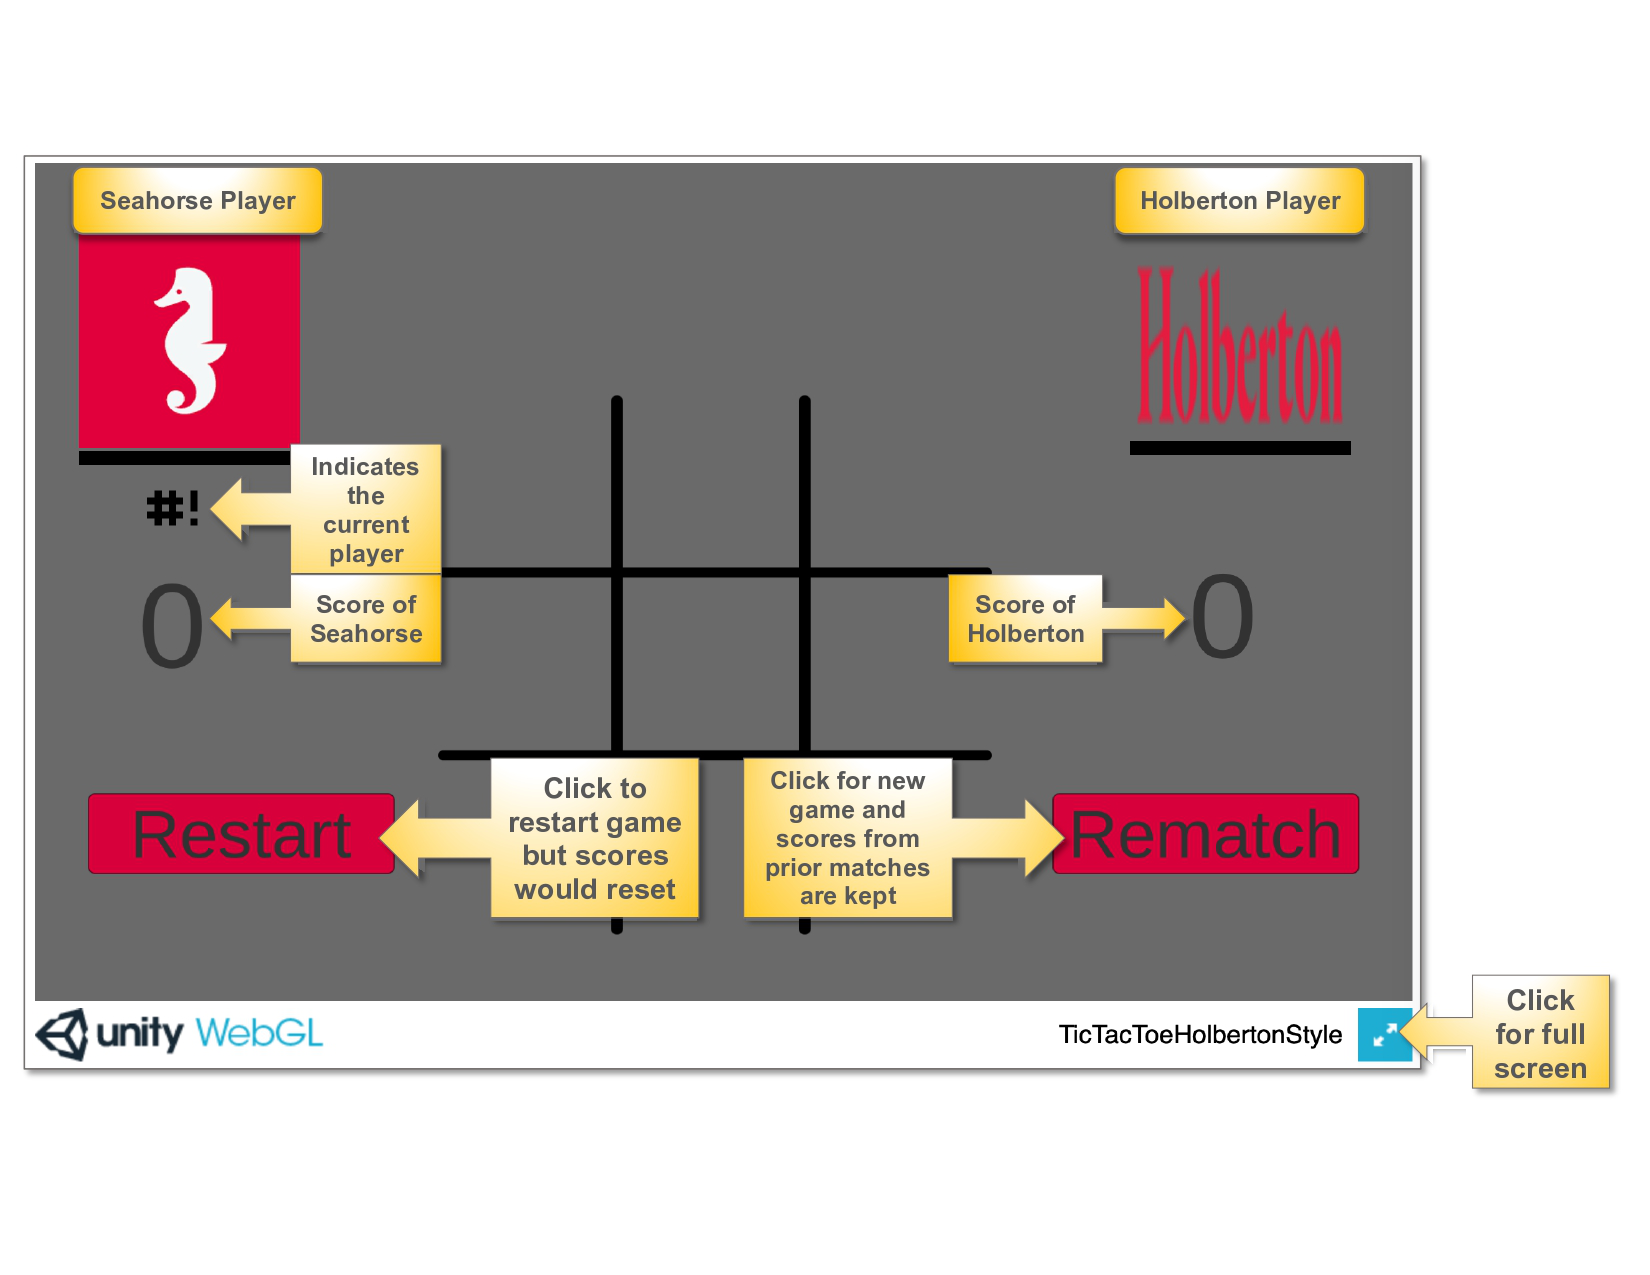 Seahorse Player
Holberton Player
Holberton
Indicates
the
current
player
#!
Score of
Seahorse
0
Score of
Holberton
0
Restart
Click to
restart game
but scores
would reset
Click for new
game and
scores from
prior matches
are kept
Rematch
unity WebGL
TicTacToeHolbertonStyle
Click
for full
screen